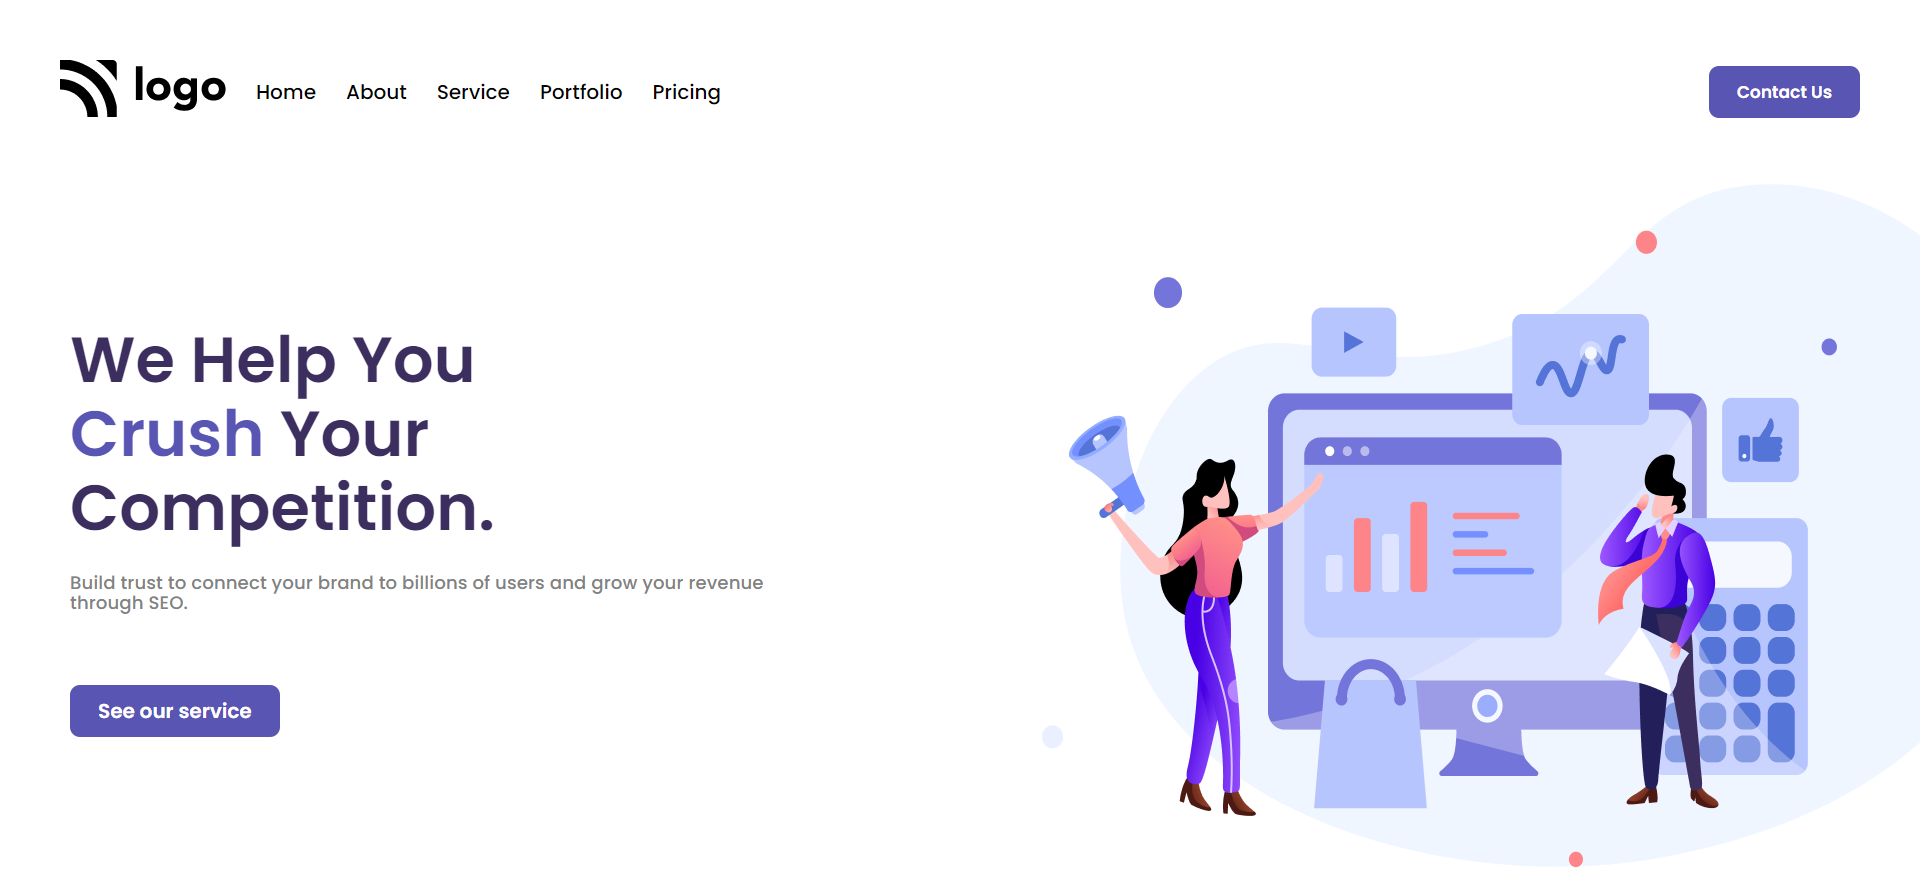 logo Home About Service Portfolio Pricing Contact Us
We Help You
Crush Your
Competition.
Build trust to connect your brand to billions of users and grow your revenue
through SEO.
See our service